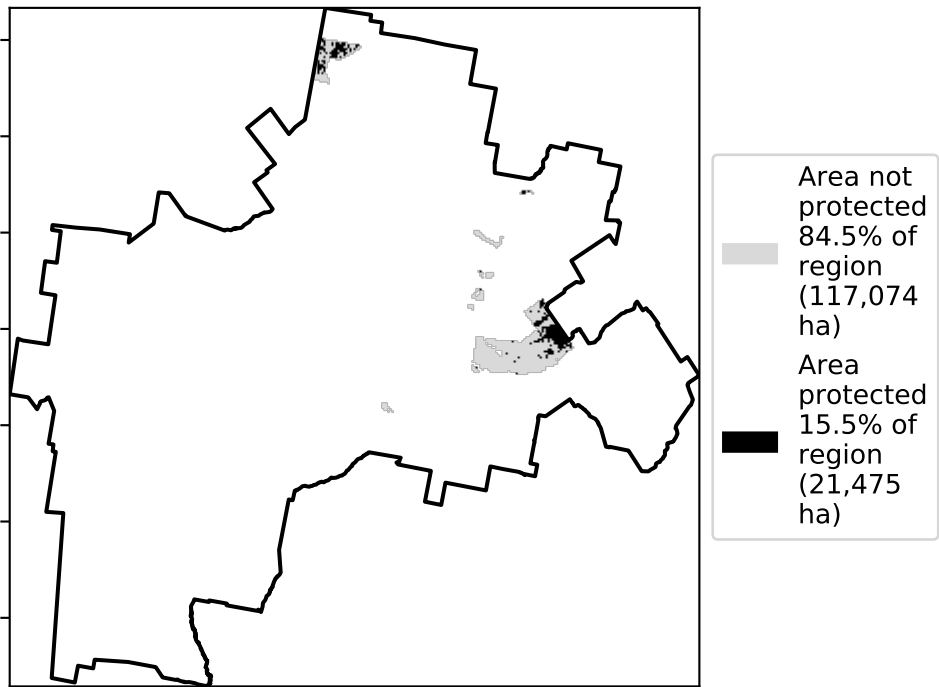 Area not
protected
84.5% of
region
(117,074
ha)
Area
protected
15.5% of
region
(21,475
ha)